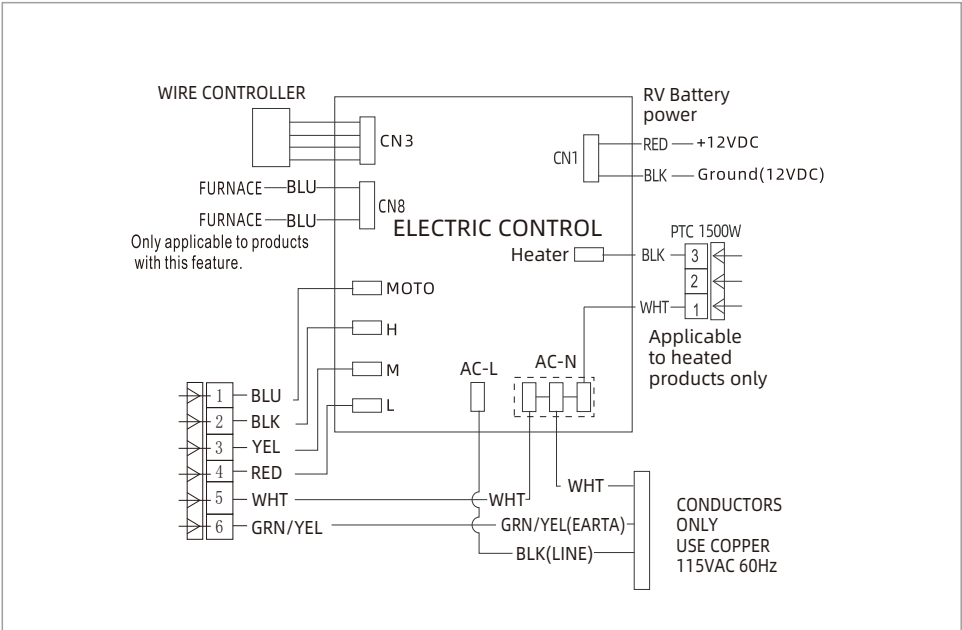 WIRE CONTROLLER
CN3
FURNACE BLU
FURNACE BLU
CN8
Only applicable to products
with this feature.
RV Battery
power
CN1
RED +12VDC
BLK Ground(12VDC)
ELECTRIC CONTROL
Heater
BLK
WHT
PTC 1500W
3
2
1
Applicable
to heated
products only
MOTO
H
M
L
AC-L
AC-N
1 BLU
2 BLK
3 YEL
4 RED
5 WHT
6 GRN/YEL
WHT
WHT
GRN/YEL(EARTA)
BLK(LINE)
CONDUCTORS
ONLY
USE COPPER
115VAC 60Hz